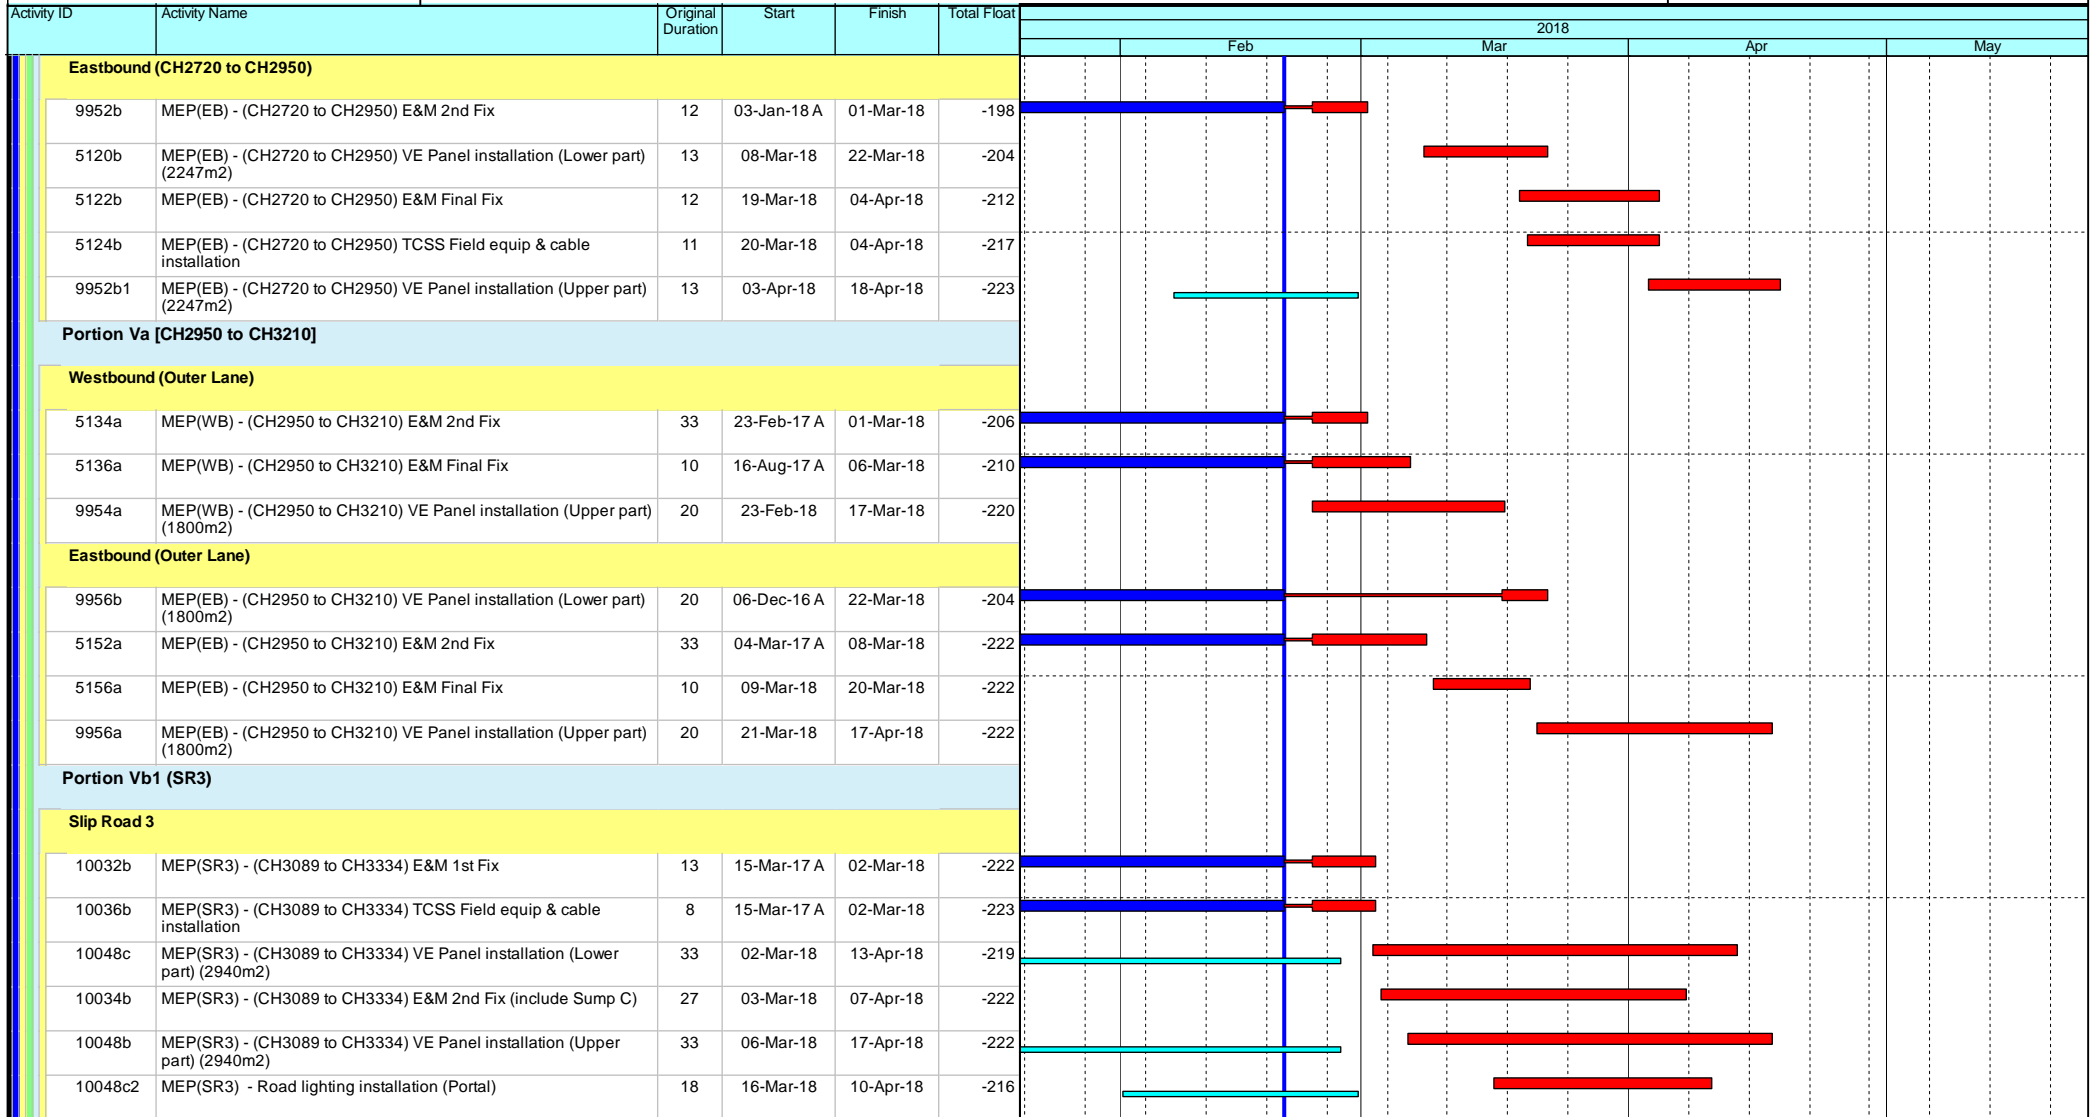 Activity ID Activity Name Original Duration Start Finish Total Float
2018
Feb Mar Apr May
Eastbound (CH2720 to CH2950)
9952b MEP(EB) - (CH2720 to CH2950) E&M 2nd Fix 12 03-Jan-18 A 01-Mar-18 -198
5120b MEP(EB) - (CH2720 to CH2950) VE Panel installation (Lower part) 13 08-Mar-18 22-Mar-18 -204
(2247m2)
5122b MEP(EB) - (CH2720 to CH2950) E&M Final Fix 12 19-Mar-18 04-Apr-18 -212
5124b MEP(EB) - (CH2720 to CH2950) TCSS Field equip & cable 11 20-Mar-18 04-Apr-18 -217
installation
9952b1 MEP(EB) - (CH2720 to CH2950) VE Panel installation (Upper part) 13 03-Apr-18 18-Apr-18 -223
(2247m2)
Portion Va [CH2950 to CH3210]
Westbound (Outer Lane)
5134a MEP(WB) - (CH2950 to CH3210) E&M 2nd Fix 33 23-Feb-17 A 01-Mar-18 -206
5136a MEP(WB) - (CH2950 to CH3210) E&M Final Fix 10 16-Aug-17 A 06-Mar-18 -210
9954a MEP(WB) - (CH2950 to CH3210) VE Panel installation (Upper part) 20 23-Feb-18 17-Mar-18 -220
(1800m2)
Eastbound (Outer Lane)
9956b MEP(EB) - (CH2950 to CH3210) VE Panel installation (Lower part) 20 06-Dec-16 A 22-Mar-18 -204
(1800m2)
5152a MEP(EB) - (CH2950 to CH3210) E&M 2nd Fix 33 04-Mar-17 A 08-Mar-18 -222
5156a MEP(EB) - (CH2950 to CH3210) E&M Final Fix 10 09-Mar-18 20-Mar-18 -222
9956a MEP(EB) - (CH2950 to CH3210) VE Panel installation (Upper part) 20 21-Mar-18 17-Apr-18 -222
(1800m2)
Portion Vb1 (SR3)
Slip Road 3
10032b MEP(SR3) - (CH3089 to CH3334) E&M 1st Fix 13 15-Mar-17 A 02-Mar-18 -222
10036b MEP(SR3) - (CH3089 to CH3334) TCSS Field equip & cable 8 15-Mar-17 A 02-Mar-18 -223
installation
10048c MEP(SR3) - (CH3089 to CH3334) VE Panel installation (Lower 33 02-Mar-18 13-Apr-18 -219
part) (2940m2)
10034b MEP(SR3) - (CH3089 to CH3334) E&M 2nd Fix (include Sump C) 27 03-Mar-18 07-Apr-18 -222
10048b MEP(SR3) - (CH3089 to CH3334) VE Panel installation (Upper 33 06-Mar-18 17-Apr-18 -222
part) (2940m2)
10048c2 MEP(SR3) - Road lighting installation (Portal) 18 16-Mar-18 10-Apr-18 -216